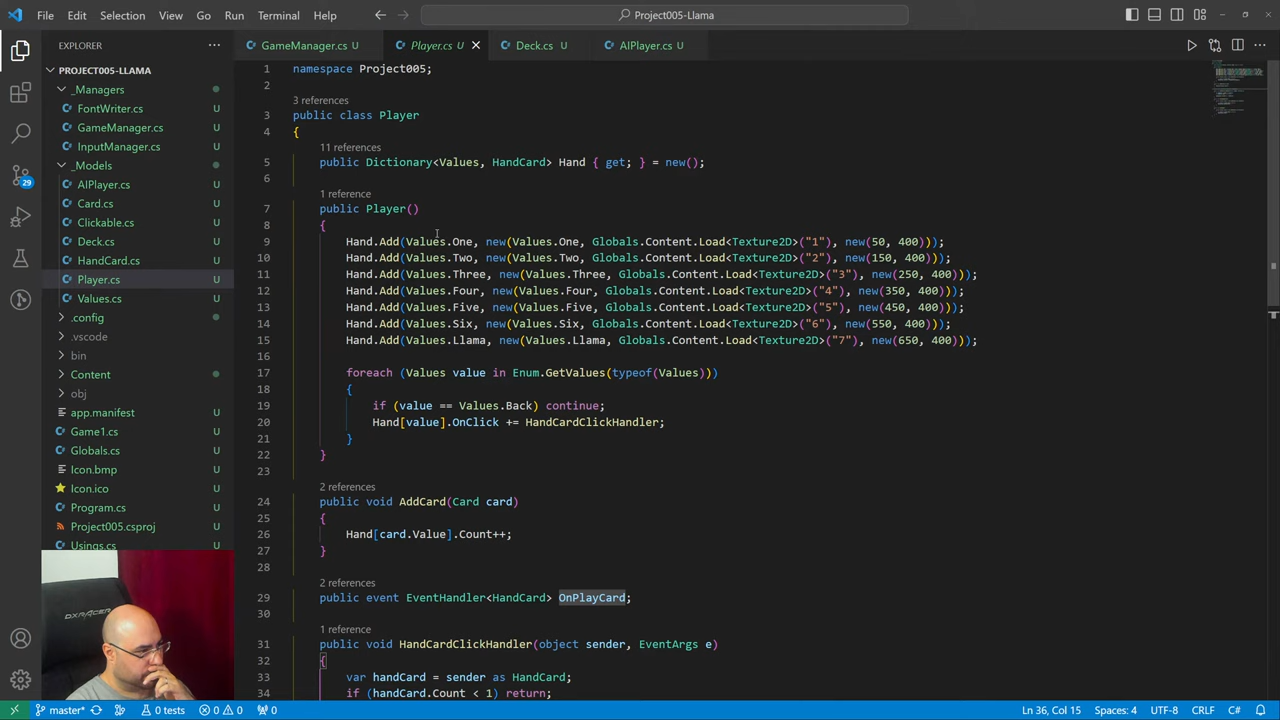 File Edit Selection View Go Run Terminal Help
Project005-Llama
EXPLORER
GameManager.cs U
Player.cs U
Deck.cs U
AIPlayer.cs U
PROJECT005-LLAMA
_Managers
FontWriter.cs U
GameManager.cs U
InputManager.cs U
_Models
AIPlayer.cs U
Card.cs U
Clickable.cs U
Deck.cs U
HandCard.cs U
Player.cs U
Values.cs U
.config
.vscode
bin
Content
obj
app.manifest U
Game1.cs U
Globals.cs U
Icon.bmp U
Icon.ico U
Program.cs U
Project005.csproj U
Usings.cs U
29
1 namespace Project005;
2
3 references
3 public class Player
4 {
11 references
5 public Dictionary<Values, HandCard> Hand { get; } = new();
6
1 reference
7 public Player()
8 {
9 Hand.Add(Values.One, new(Values.One, Globals.Content.Load<Texture2D>("1"), new(50, 400)));
10 Hand.Add(Values.Two, new(Values.Two, Globals.Content.Load<Texture2D>("2"), new(150, 400)));
11 Hand.Add(Values.Three, new(Values.Three, Globals.Content.Load<Texture2D>("3"), new(250, 400)));
12 Hand.Add(Values.Four, new(Values.Four, Globals.Content.Load<Texture2D>("4"), new(350, 400)));
13 Hand.Add(Values.Five, new(Values.Five, Globals.Content.Load<Texture2D>("5"), new(450, 400)));
14 Hand.Add(Values.Six, new(Values.Six, Globals.Content.Load<Texture2D>("6"), new(550, 400)));
15 Hand.Add(Values.Llama, new(Values.Llama, Globals.Content.Load<Texture2D>("7"), new(650, 400)));
16
17 foreach (Values value in Enum.GetValues(typeof(Values)))
18 {
19 if (value == Values.Back) continue;
20 Hand[value].OnClick += HandCardClickHandler;
21 }
22 }
23
2 references
24 public void AddCard(Card card)
25 {
26 Hand[card.Value].Count++;
27 }
28
2 references
29 public event EventHandler<HandCard> OnPlayCard;
30
1 reference
31 public void HandCardClickHandler(object sender, EventArgs e)
32 {
33 var handCard = sender as HandCard;
34 if (handCard.Count < 1) return;
DXRACER
master* 0 tests 0 0 0
Ln 36, Col 15 Spaces: 4 UTF-8 CRLF C#